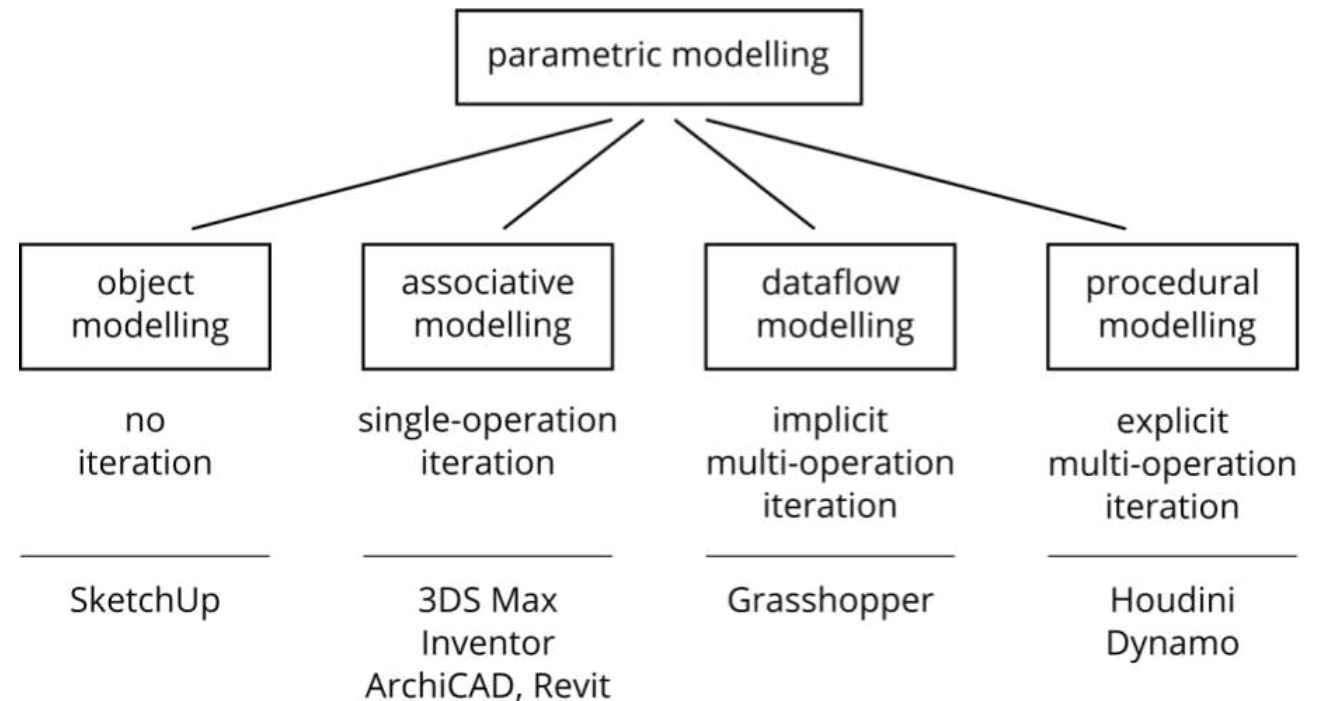 parametric modelling
object
modelling
no
iteration
SketchUp
associative
modelling
single-operation
iteration
3DS Max
Inventor
ArchiCAD, Revit
dataflow
modelling
implicit
multi-operation
iteration
Grasshopper
procedural
modelling
explicit
multi-operation
iteration
Houdini
Dynamo